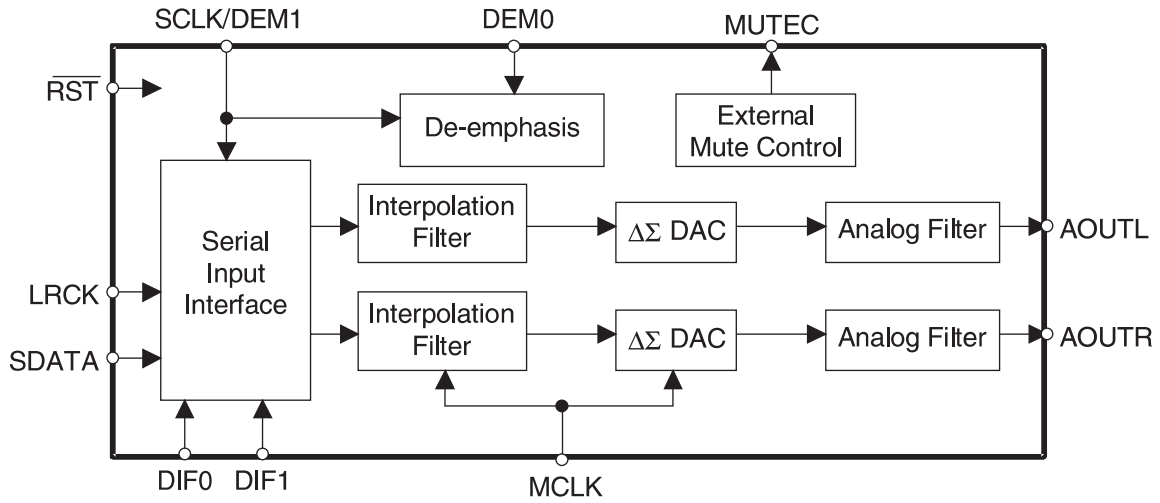 SCLK/DEM1
DEM0
MUTEC
RST
De-emphasis
External
Mute Control
Serial
Input
Interface
Interpolation
Filter
ΔΣ DAC
Analog Filter
AOUTL
LRCK
SDATA
Interpolation
Filter
ΔΣ DAC
Analog Filter
AOUTR
DIF0
DIF1
MCLK